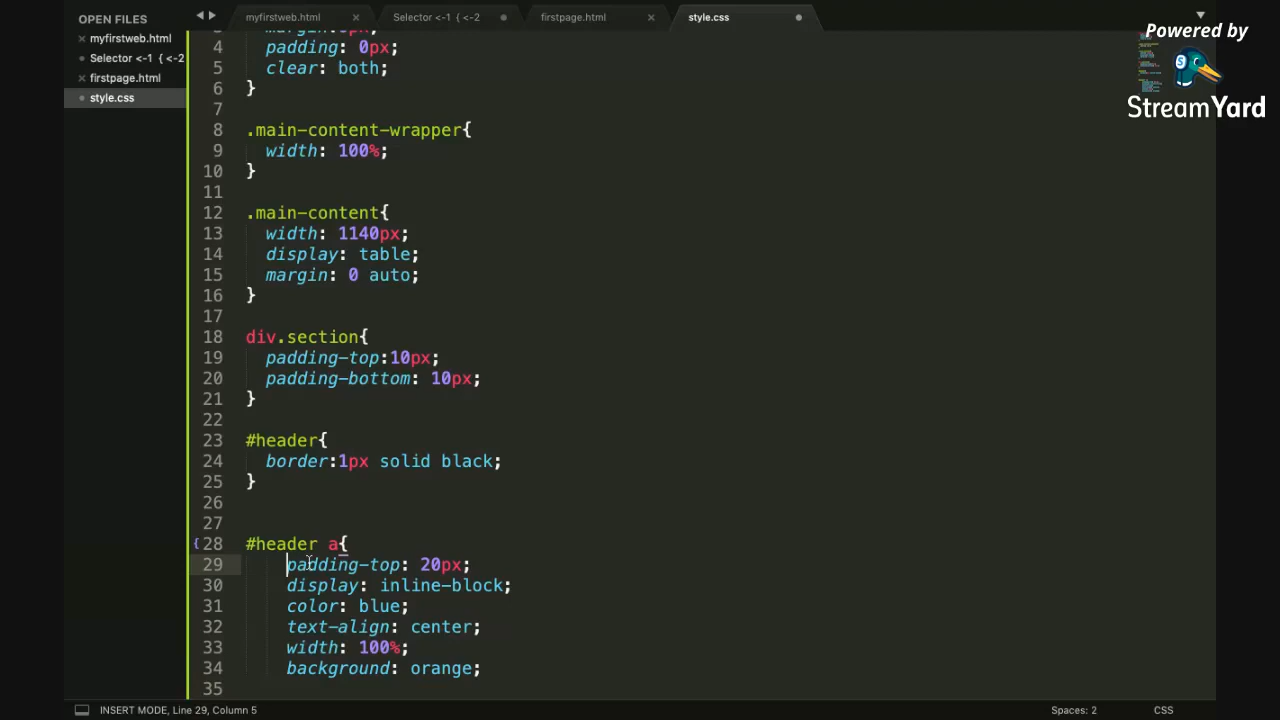 OPEN FILES
myfirstweb.html
Selector <-1 { <-2
firstpage.html
style.css
myfirstweb.html
Selector <-1 { <-2
firstpage.html
style.css
Powered by
StreamYard
3 margin:0px;
4 padding: 0px;
5 clear: both;
6 }
7
8 .main-content-wrapper{
9 width: 100%;
10 }
11
12 .main-content{
13 width: 1140px;
14 display: table;
15 margin: 0 auto;
16 }
17
18 div.section{
19 padding-top:10px;
20 padding-bottom: 10px;
21 }
22
23 #header{
24 border:1px solid black;
25 }
26
27
{ 28 #header a{
29 padding-top: 20px;
30 display: inline-block;
31 color: blue;
32 text-align: center;
33 width: 100%;
34 background: orange;
35
INSERT MODE, Line 29, Column 5
Spaces: 2
CSS